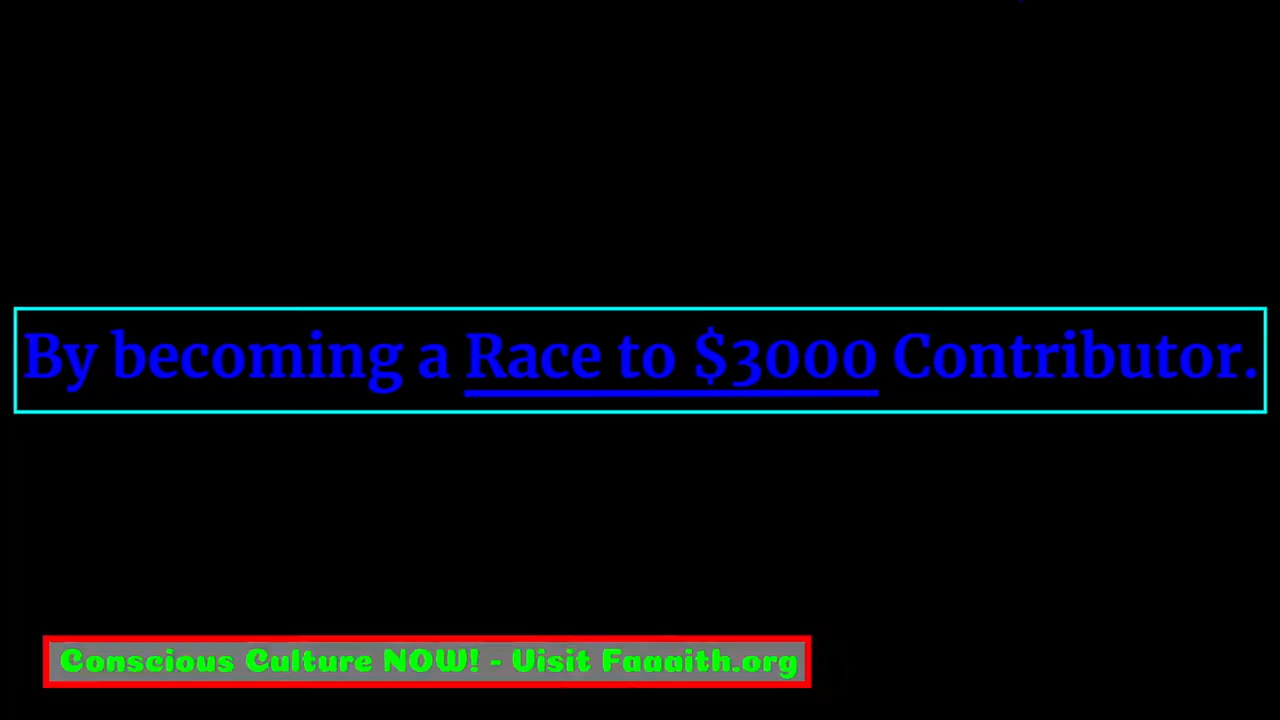 By becoming a Race to $3000 Contributor.
Conscious Culture NOW! - Visit Faaaith.org